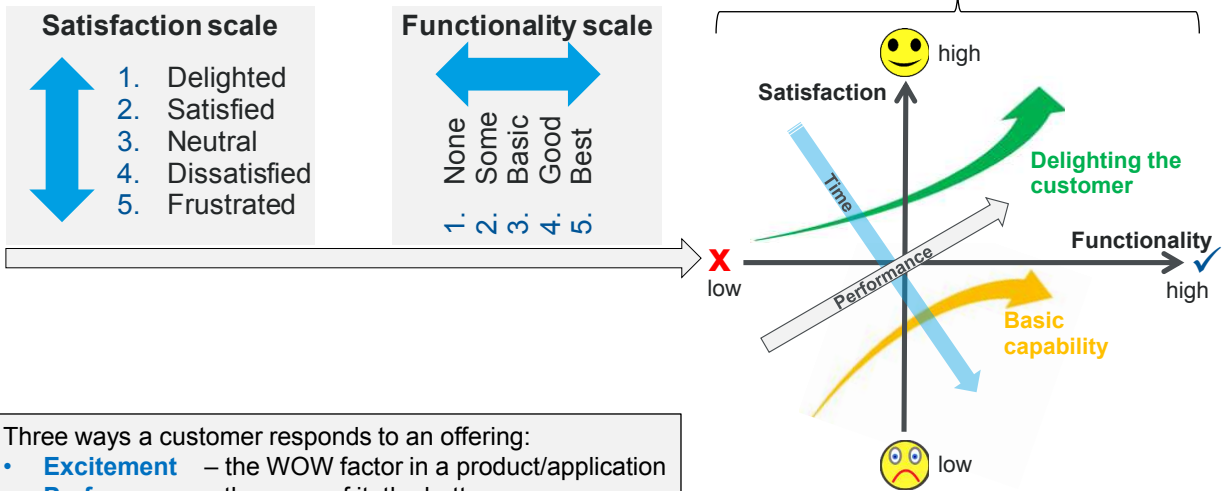 Satisfaction scale
1. Delighted
2. Satisfied
3. Neutral
4. Dissatisfied
5. Frustrated
Functionality scale
1. None
2. Some
3. Basic
4. Good
5. Best
high
Satisfaction
Time
Delighting the
customer
Performance
Functionality
X
low
high
Basic
capability
low
Three ways a customer responds to an offering:
• Excitement – the WOW factor in a product/application